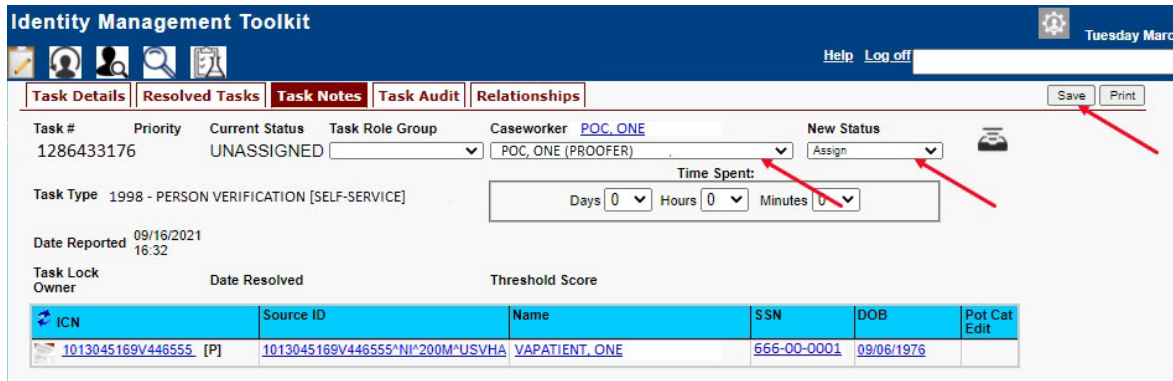 Identity Management Toolkit
Tuesday Marc
Help Log off
Task Details Resolved Tasks Task Notes Task Audit Relationships Save Print
Task # Priority Current Status Task Role Group Caseworker POC, ONE New Status
1286433176 UNASSIGNED POC, ONE (PROOFER) Assign
Time Spent:
Task Type 1998 - PERSON VERIFICATION [SELF-SERVICE] Days 0 Hours 0 Minutes 0
Date Reported 09/16/2021
16:32
Task Lock
Owner Date Resolved Threshold Score
ICN Source ID Name SSN DOB Pot Cat
Edit
1013045169V446555 [P] 1013045169V446555^NI^200M^USVHA VAPATIENT, ONE 666-00-0001 09/06/1976